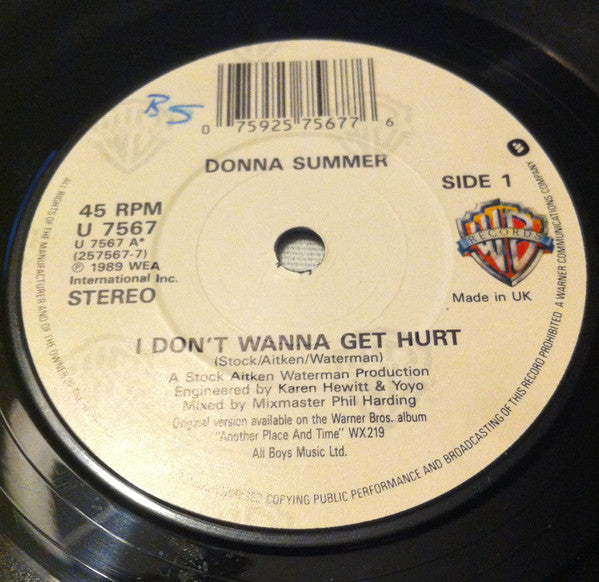 B5
0 75925 75677 6
DONNA SUMMER
45 RPM
U 7567
U 7567 A*
(257567-7)
℗ 1989 WEA
International Inc.
STEREO
SIDE 1
W
WB
RECORDS
Made in UK
I DON'T WANNA GET HURT
(Stock/Aitken/Waterman)
A Stock Aitken Waterman Production
Engineered by Karen Hewitt & Yoyo
Mixed by Mixmaster Phil Harding
Original version available on the Warner Bros. album
"Another Place And Time" WX219
All Boys Music Ltd.
ALL RIGHTS OF THE MANUFACTURER AND OF THE OWNER OF
COPYING PUBLIC PERFORMANCE AND BROADCASTING OF THIS RECORD PROHIBITED A WARNER COMMUNICATIONS COMPANY